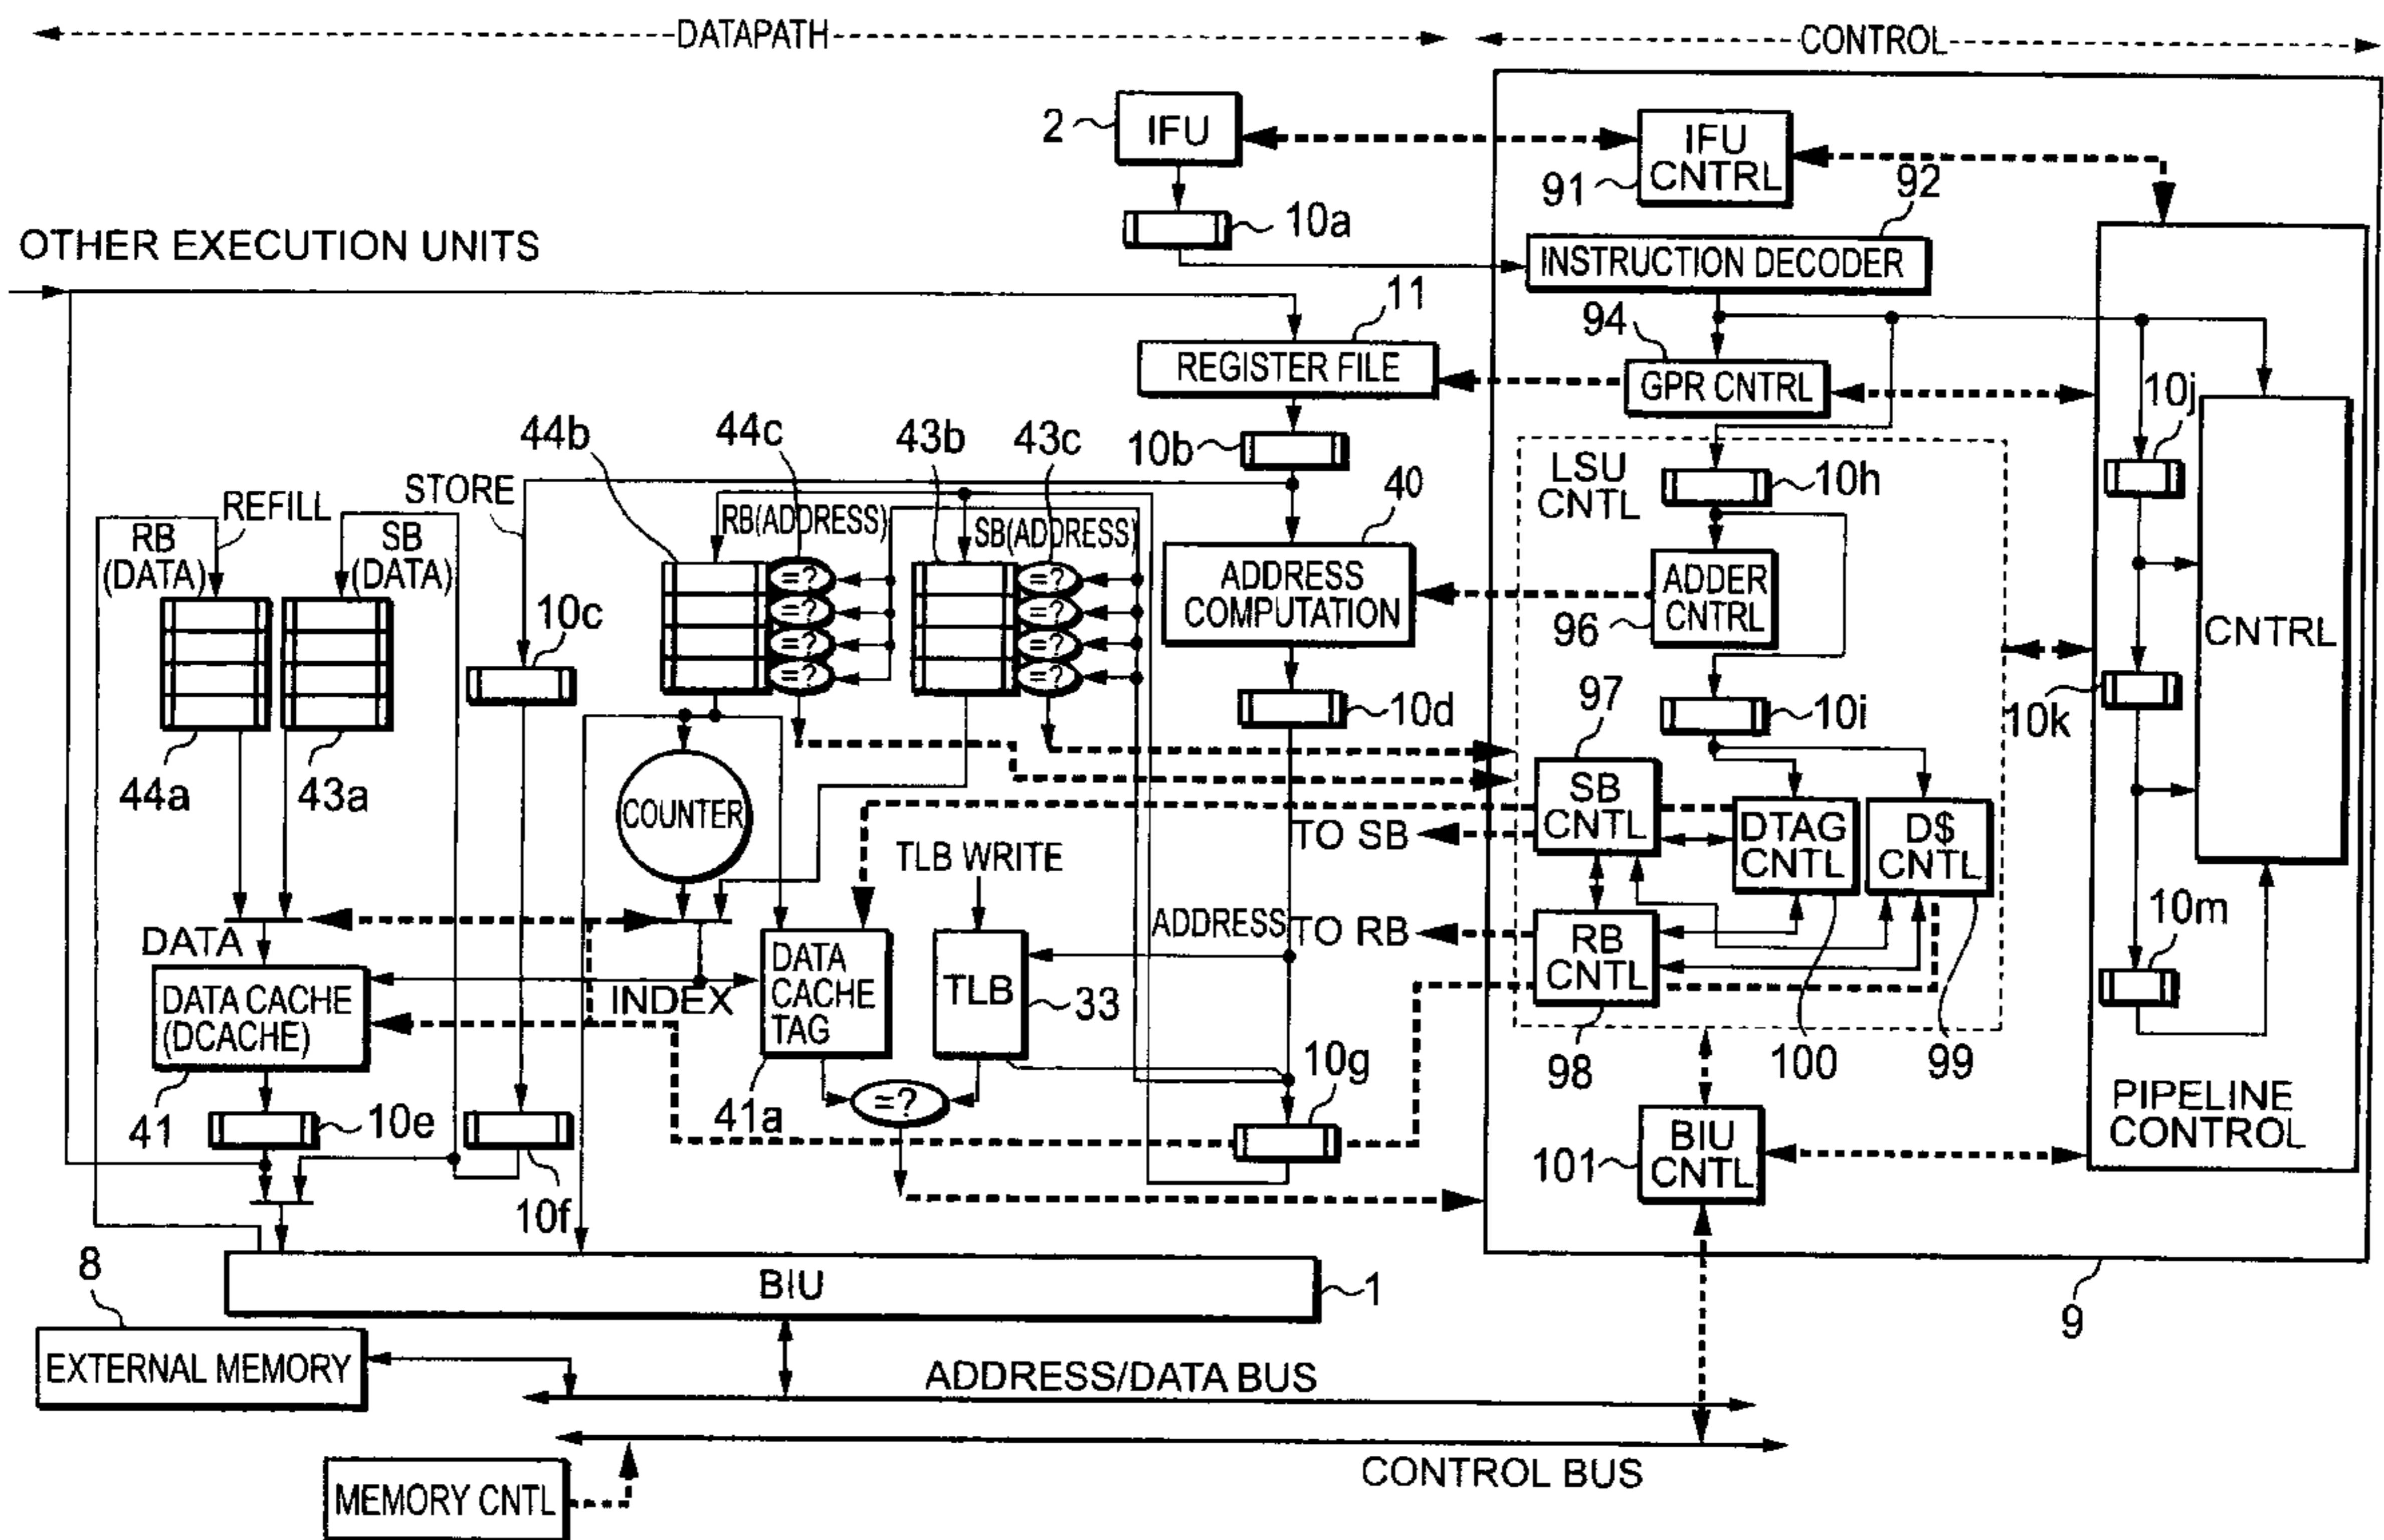 DATAPATH
CONTROL
2
IFU
IFU
CNTRL
91
92
10a
OTHER EXECUTION UNITS
INSTRUCTION DECODER
11
94
REGISTER FILE
GPR CNTRL
10j
44b
44c
43b
43c
10b
LSU
CNTL
10h
40
STORE
REFILL
RB
(DATA)
SB
(DATA)
RB(ADDRESS)
SB(ADDRESS)
=?
=?
=?
=?
=?
=?
=?
=?
ADDRESS
COMPUTATION
ADDER
CNTRL
96
CNTRL
10c
10d
97
10i
10k
44a
43a
COUNTER
SB
CNTL
DTAG
CNTL
D$
CNTL
TO SB
TLB WRITE
10m
ADDRESS
TO RB
RB
CNTL
DATA
DATA CACHE
(DCACHE)
INDEX
DATA
CACHE
TAG
TLB
33
98
100
99
41
10e
41a
=?
10g
PIPELINE
CONTROL
BIU
CNTL
101
10f
8
BIU
1
9
EXTERNAL MEMORY
ADDRESS/DATA BUS
CONTROL BUS
MEMORY CNTL